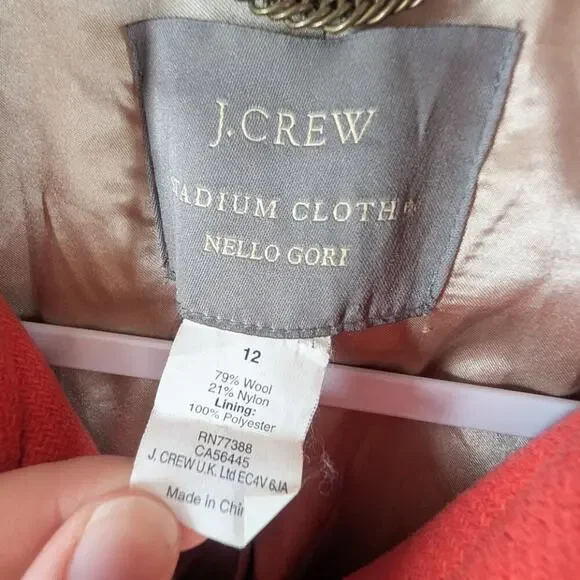 J.CREW
TADIUM CLOTH
NELLO GORI
12
79% Wool
21% Nylon
Lining:
100% Polyester
RN77388
CA56445
J. CREW U.K. Ltd EC4V 6JA
Made in Chi